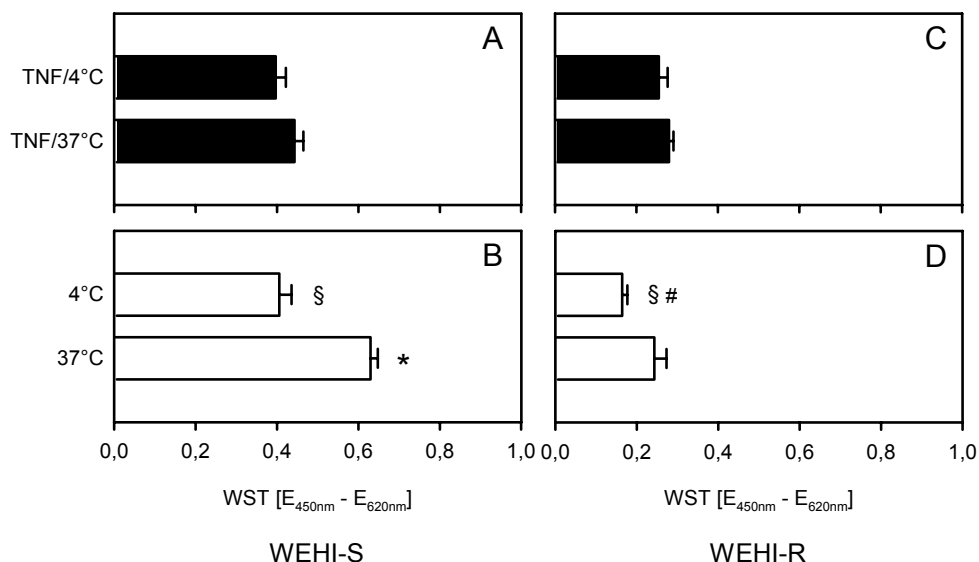 A
TNF/4°C
TNF/37°C
C
B
4°C
§
37°C
*
D
§ #
0,0 0,2 0,4 0,6 0,8 1,0
0,0 0,2 0,4 0,6 0,8 1,0
WST [E450nm - E620nm]
WST [E450nm - E620nm]
WEHI-S
WEHI-R